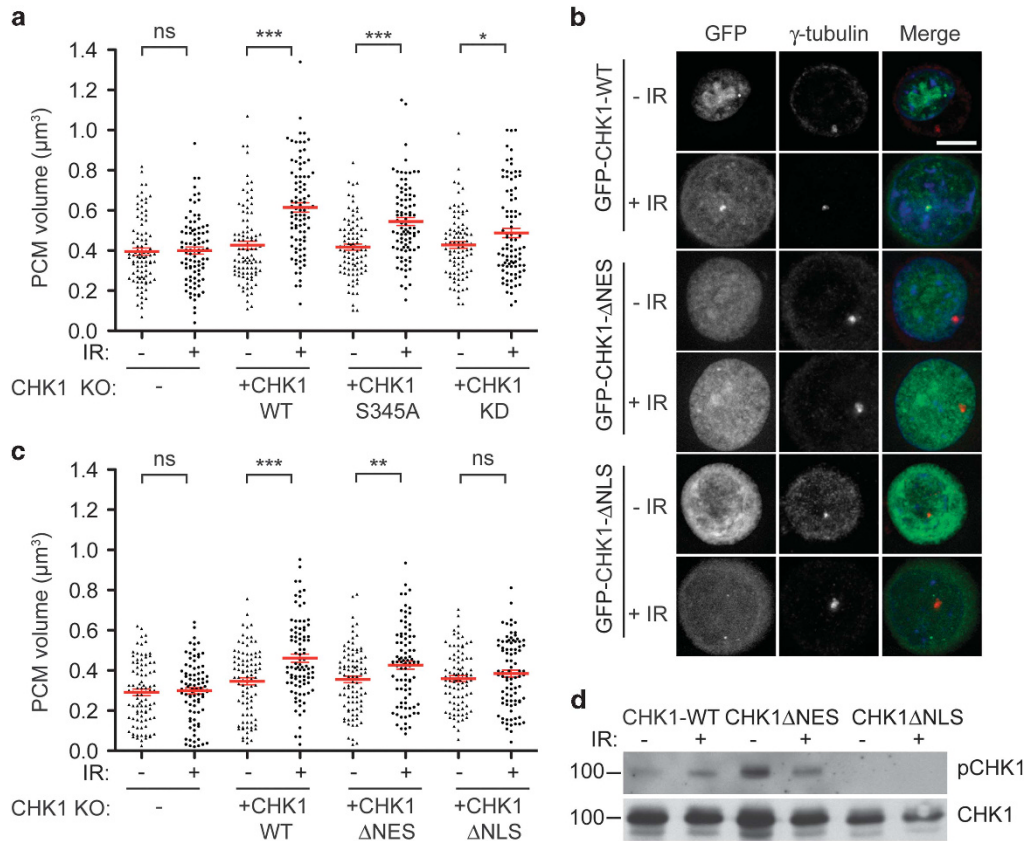 a
ns *** *** *
PCM volume (µm³)
1.4
1.2
1.0
0.8
0.6
0.4
0.2
0.0
IR: - + - + - + - +
CHK1 KO: - +CHK1 +CHK1 +CHK1
WT S345A KD
b
GFP γ-tubulin Merge
GFP-CHK1-WT
- IR
+ IR
GFP-CHK1-ΔNES
- IR
+ IR
GFP-CHK1-ΔNLS
- IR
+ IR
c
ns *** ** ns
PCM volume (µm³)
1.4
1.2
1.0
0.8
0.6
0.4
0.2
0.0
IR: - + - + - + - +
CHK1 KO: - +CHK1 +CHK1 +CHK1
WT ΔNES ΔNLS
d
CHK1-WT CHK1ΔNES CHK1ΔNLS
IR: - + - + - +
100 pCHK1
100 CHK1